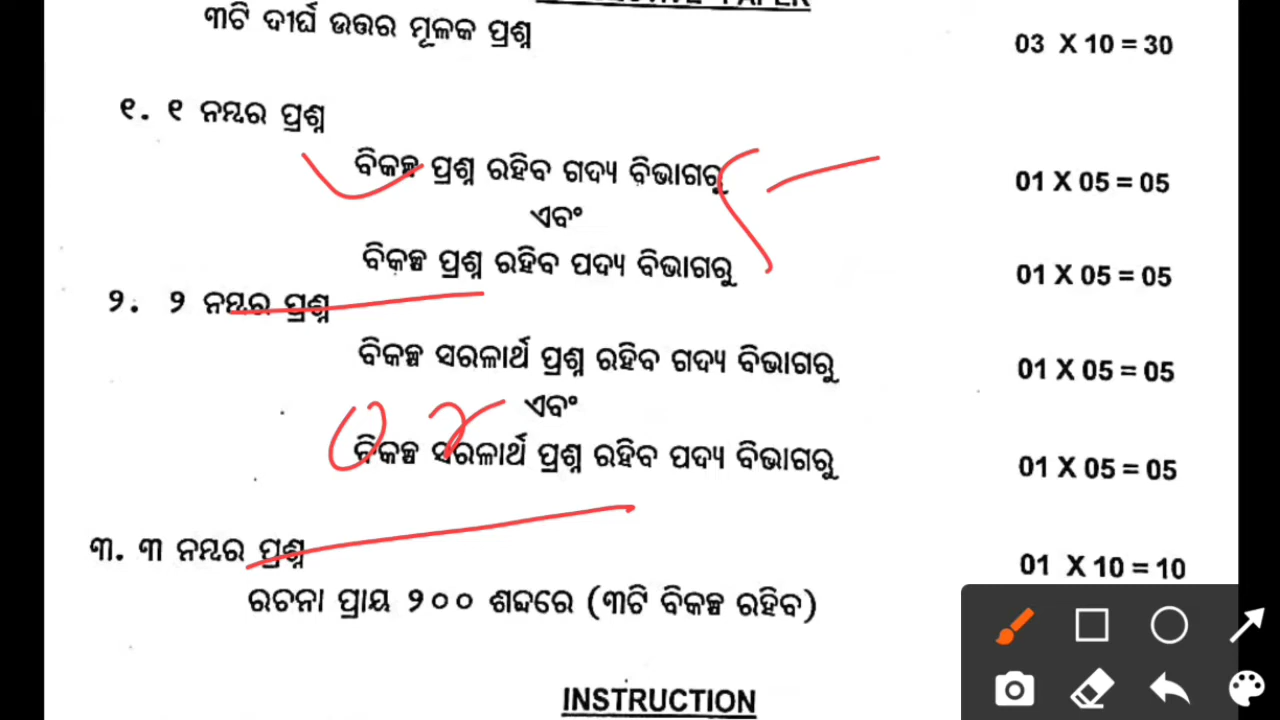 ୩ଟି ଦୀର୍ଘ ଉତ୍ତର ମୂଳକ ପ୍ରଶ୍ନ 03 X 10 = 30
୧. ୧ ନମ୍ବର ପ୍ରଶ୍ନ
ବିକଳ୍ପ ପ୍ରଶ୍ନ ରହିବ ଗଦ୍ୟ ବିଭାଗରୁ 01 X 05 = 05
ଏବଂ
ବିକଳ୍ପ ପ୍ରଶ୍ନ ରହିବ ପଦ୍ୟ ବିଭାଗରୁ 01 X 05 = 05
୨. ୨ ନମ୍ବର ପ୍ରଶ୍ନ
ବିକଳ୍ପ ସରଳାର୍ଥ ପ୍ରଶ୍ନ ରହିବ ଗଦ୍ୟ ବିଭାଗରୁ 01 X 05 = 05
ଏବଂ
ବିକଳ୍ପ ସରଳାର୍ଥ ପ୍ରଶ୍ନ ରହିବ ପଦ୍ୟ ବିଭାଗରୁ 01 X 05 = 05
୩. ୩ ନମ୍ବର ପ୍ରଶ୍ନ 01 X 10 = 10
ରଚନା ପ୍ରାୟ ୨୦୦ ଶବ୍ଦରେ (୩ଟି ବିକଳ୍ପ ରହିବ)
INSTRUCTION